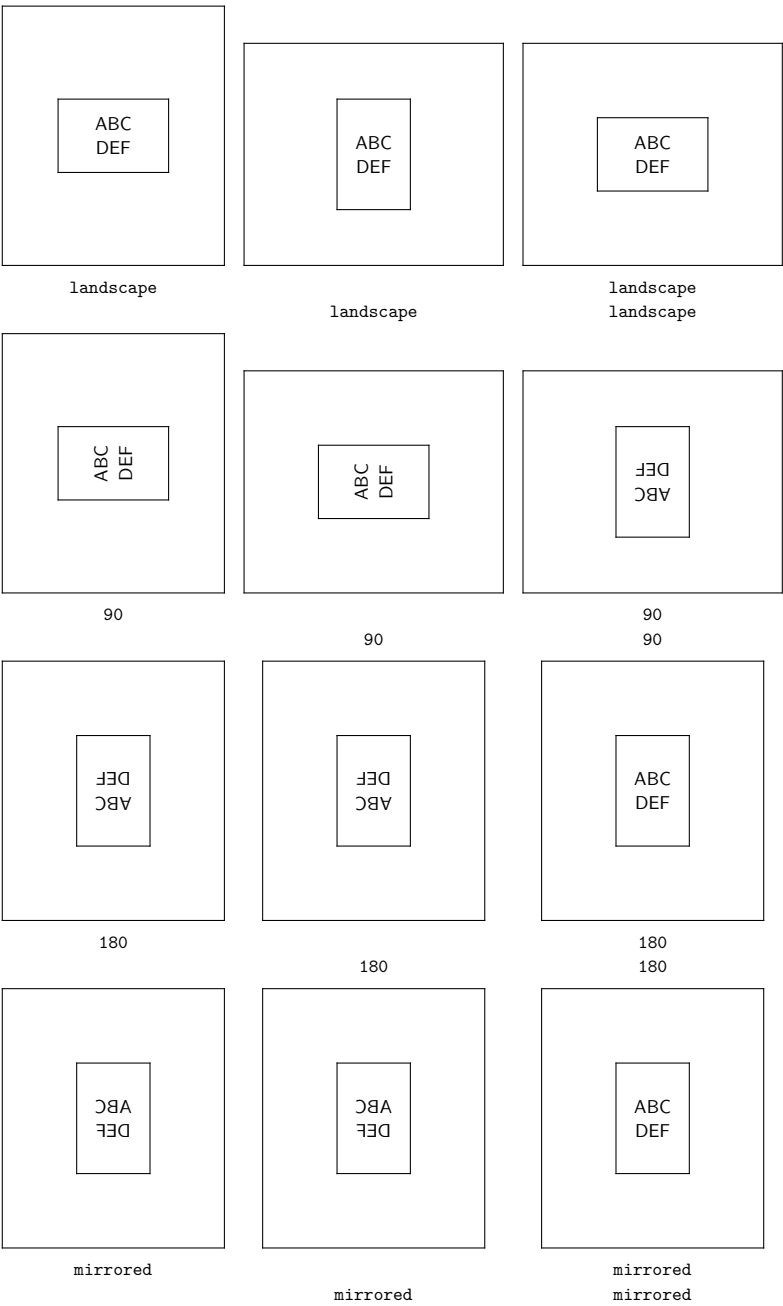 ABC
DEF
ABC
DEF
ABC
DEF
landscape
landscape
landscape
landscape
ABC
DEF
ABC
DEF
ABC
DEF
90
90
90
90
ABC
DEF
ABC
DEF
ABC
DEF
180
180
180
180
ABC
DEF
ABC
DEF
ABC
DEF
mirrored
mirrored
mirrored
mirrored